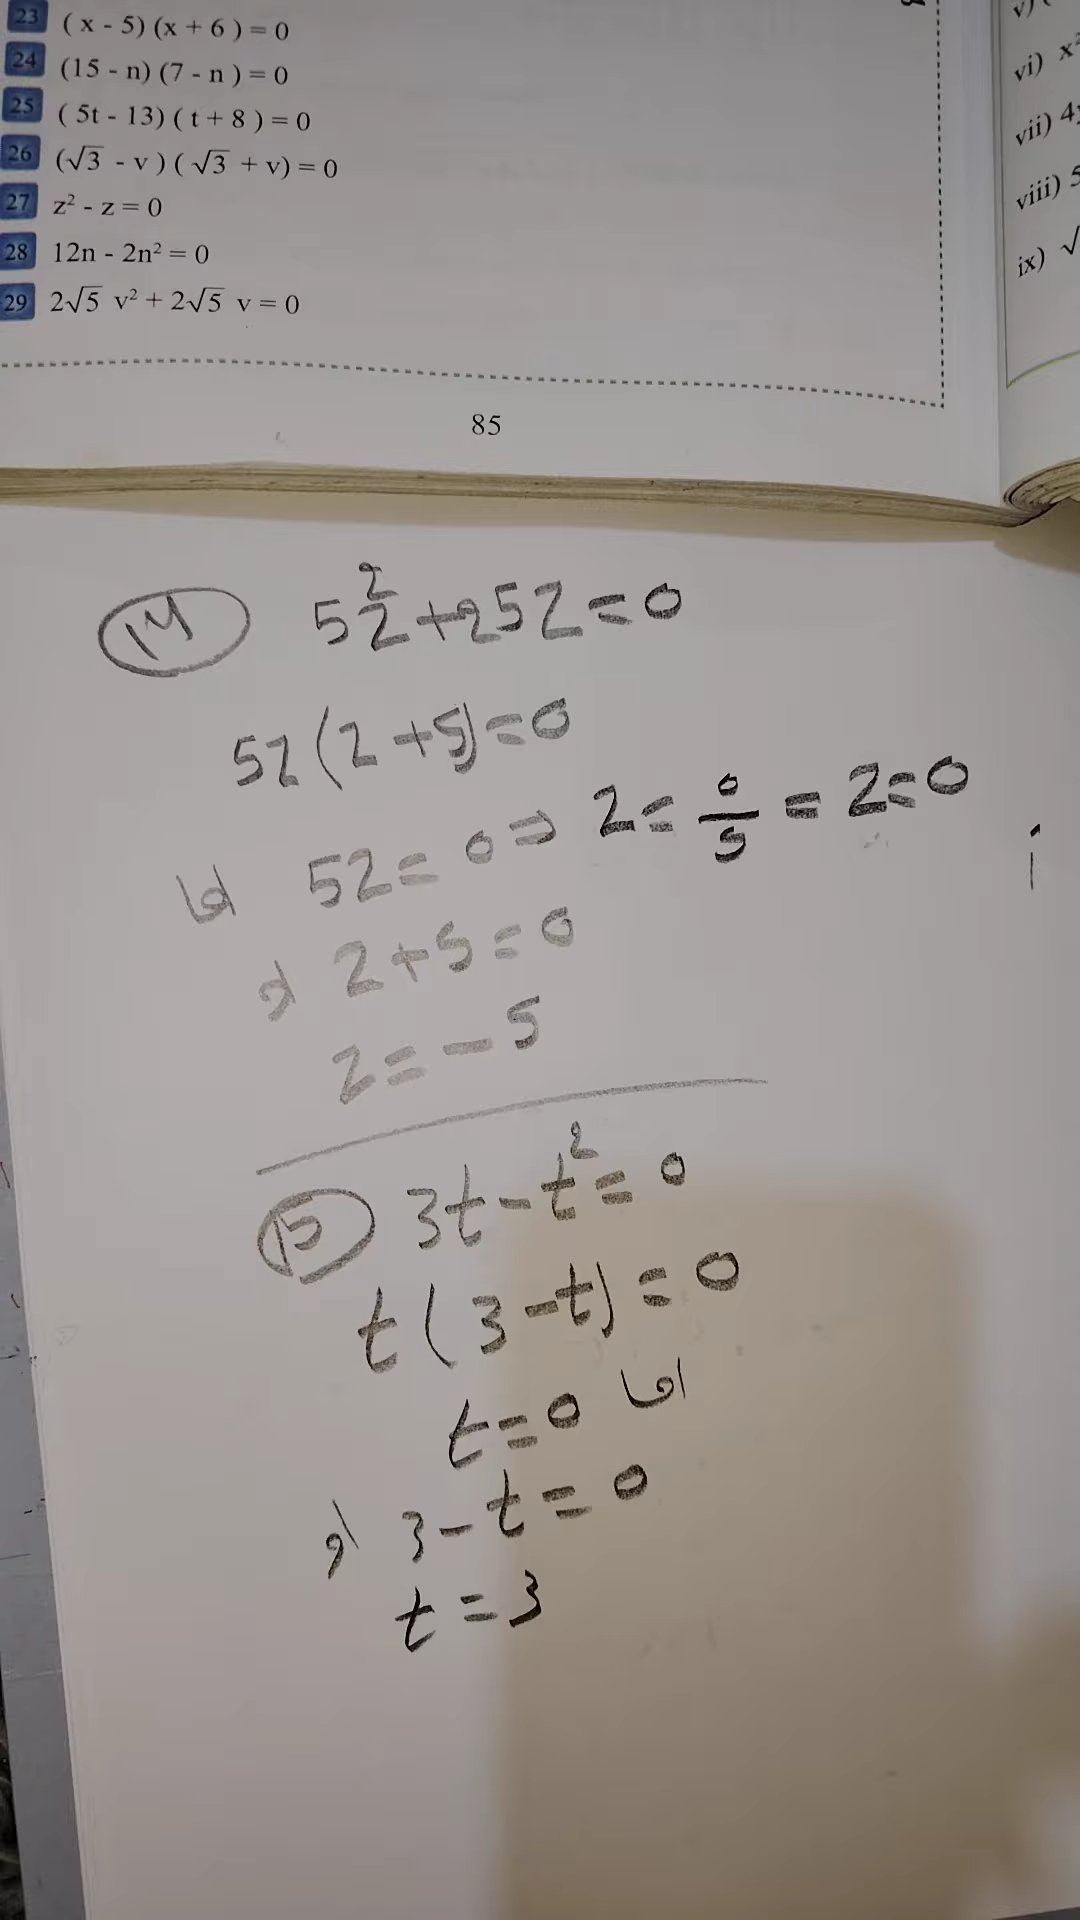 23 ( x - 5) (x + 6 ) = 0
24 (15 - n) (7 - n ) = 0
25 ( 5t - 13) ( t + 8 ) = 0
26 (√3 - v ) ( √3 + v) = 0
27 z² - z = 0
28 12n - 2n² = 0
29 2√5 v² + 2√5 v = 0
v)
vi) x²
vii) 4
viii) 5
ix) √
85
14 5z² + 25z = 0
5z (z + 5) = 0
اما 5z = 0 ⇒ z = 0/5 = z = 0
او z + 5 = 0
z = - 5
15 3t - t² = 0
t ( 3 - t) = 0
t = 0 اما
او 3 - t = 0
t = 3